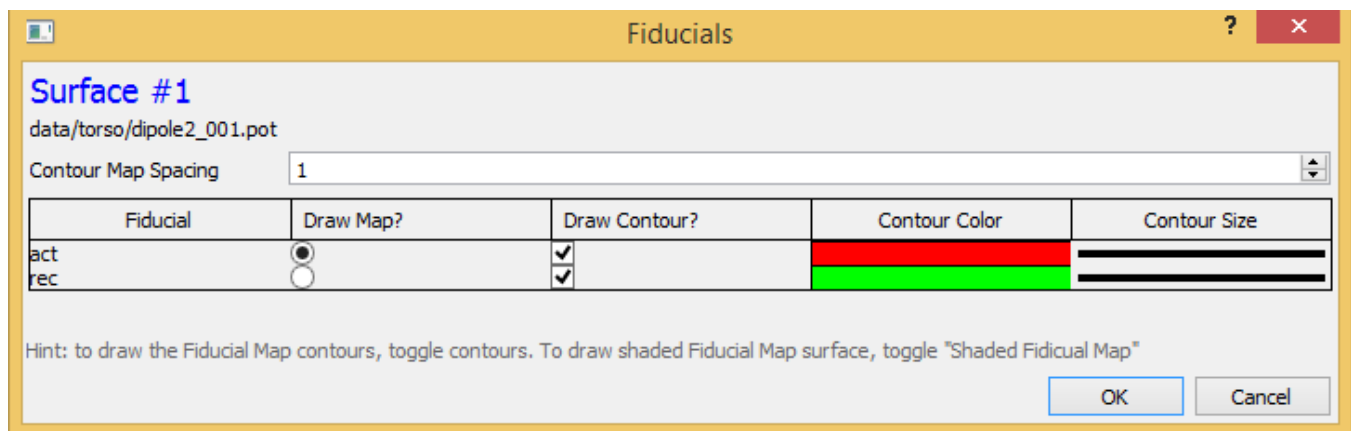 Fiducials
?
Surface #1
data/torso/dipole2_001.pot
Contour Map Spacing 1
Fiducial Draw Map? Draw Contour? Contour Color Contour Size
act
rec
Hint: to draw the Fiducial Map contours, toggle contours. To draw shaded Fiducial Map surface, toggle "Shaded Fidicual Map"
OK Cancel